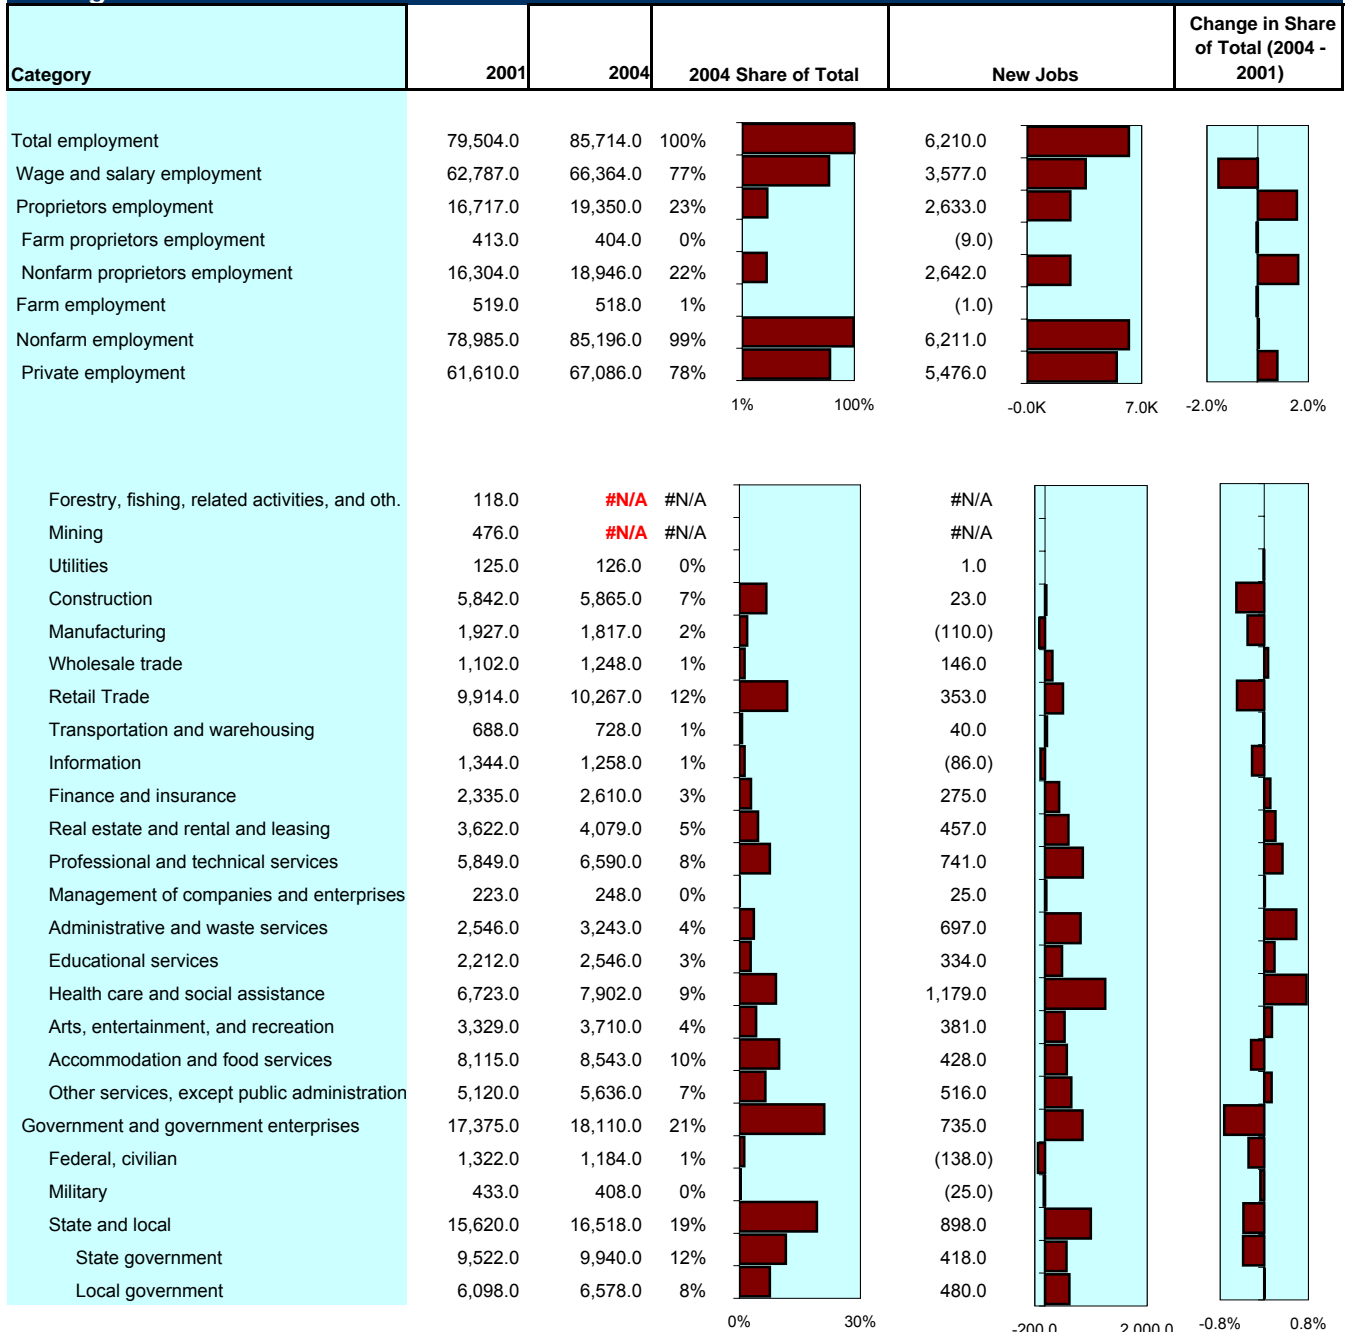 Change in Share
of Total (2004 -
2001)
Category 2001 2004 2004 Share of Total New Jobs
Total employment 79,504.0 85,714.0 100% 6,210.0
Wage and salary employment 62,787.0 66,364.0 77% 3,577.0
Proprietors employment 16,717.0 19,350.0 23% 2,633.0
Farm proprietors employment 413.0 404.0 0% (9.0)
Nonfarm proprietors employment 16,304.0 18,946.0 22% 2,642.0
Farm employment 519.0 518.0 1% (1.0)
Nonfarm employment 78,985.0 85,196.0 99% 6,211.0
Private employment 61,610.0 67,086.0 78% 5,476.0
1% 100% -0.0K 7.0K -2.0% 2.0%
Forestry, fishing, related activities, and oth. 118.0 #N/A #N/A #N/A
Mining 476.0 #N/A #N/A #N/A
Utilities 125.0 126.0 0% 1.0
Construction 5,842.0 5,865.0 7% 23.0
Manufacturing 1,927.0 1,817.0 2% (110.0)
Wholesale trade 1,102.0 1,248.0 1% 146.0
Retail Trade 9,914.0 10,267.0 12% 353.0
Transportation and warehousing 688.0 728.0 1% 40.0
Information 1,344.0 1,258.0 1% (86.0)
Finance and insurance 2,335.0 2,610.0 3% 275.0
Real estate and rental and leasing 3,622.0 4,079.0 5% 457.0
Professional and technical services 5,849.0 6,590.0 8% 741.0
Management of companies and enterprises 223.0 248.0 0% 25.0
Administrative and waste services 2,546.0 3,243.0 4% 697.0
Educational services 2,212.0 2,546.0 3% 334.0
Health care and social assistance 6,723.0 7,902.0 9% 1,179.0
Arts, entertainment, and recreation 3,329.0 3,710.0 4% 381.0
Accommodation and food services 8,115.0 8,543.0 10% 428.0
Other services, except public administration 5,120.0 5,636.0 7% 516.0
Government and government enterprises 17,375.0 18,110.0 21% 735.0
Federal, civilian 1,322.0 1,184.0 1% (138.0)
Military 433.0 408.0 0% (25.0)
State and local 15,620.0 16,518.0 19% 898.0
State government 9,522.0 9,940.0 12% 418.0
Local government 6,098.0 6,578.0 8% 480.0
0% 30% -200.0 2,000.0 -0.8% 0.8%